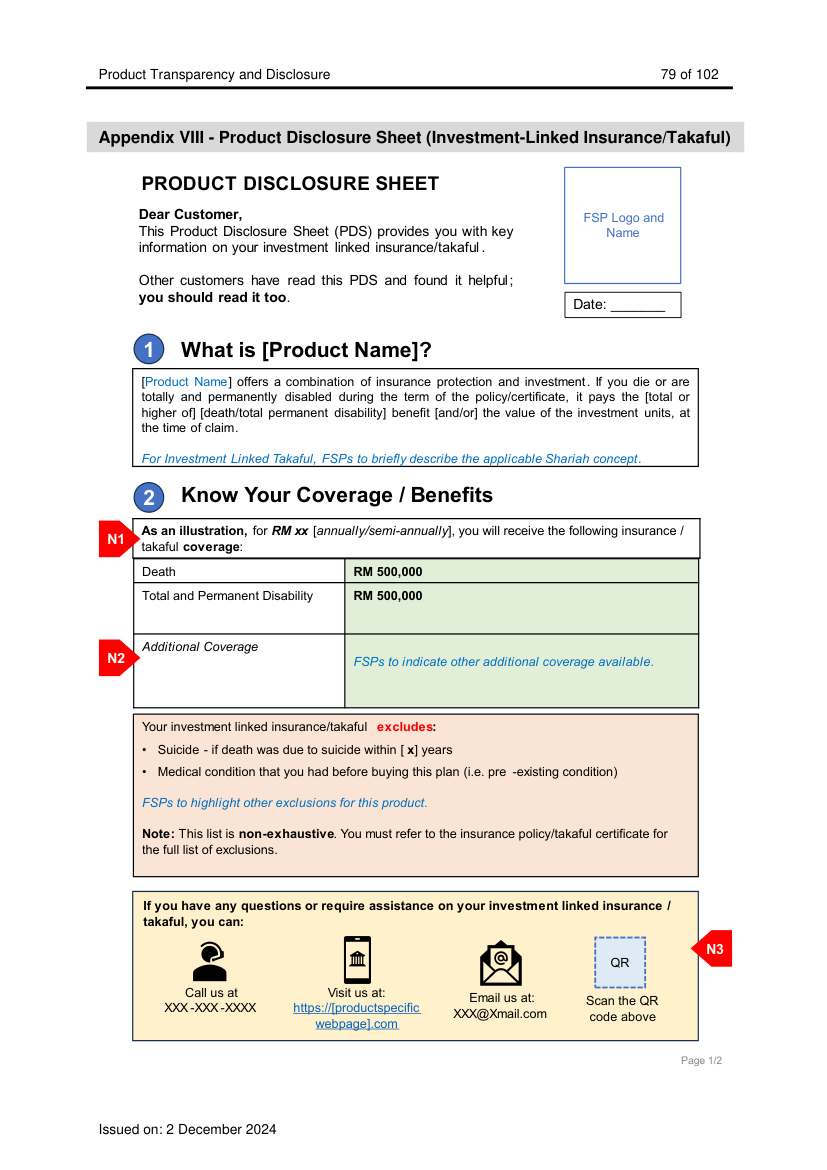 Product Transparency and Disclosure 79 of 102
Appendix VIII - Product Disclosure Sheet (Investment-Linked Insurance/Takaful)
PRODUCT DISCLOSURE SHEET
Dear Customer,
This Product Disclosure Sheet (PDS) provides you with key
information on your investment linked insurance/takaful.
Other customers have read this PDS and found it helpful;
you should read it too.
FSP Logo and
Name
Date: _______
1 What is [Product Name]?
[Product Name] offers a combination of insurance protection and investment. If you die or are
totally and permanently disabled during the term of the policy/certificate, it pays the [total or
higher of] [death/total permanent disability] benefit [and/or] the value of the investment units, at
the time of claim.
For Investment Linked Takaful, FSPs to briefly describe the applicable Shariah concept.
2 Know Your Coverage / Benefits
N1
As an illustration, for RM xx [annually/semi-annually], you will receive the following insurance /
takaful coverage:
Death RM 500,000
Total and Permanent Disability RM 500,000
N2
Additional Coverage
FSPs to indicate other additional coverage available.
Your investment linked insurance/takaful excludes:
• Suicide - if death was due to suicide within [ x] years
• Medical condition that you had before buying this plan (i.e. pre -existing condition)
FSPs to highlight other exclusions for this product.
Note: This list is non-exhaustive. You must refer to the insurance policy/takaful certificate for
the full list of exclusions.
If you have any questions or require assistance on your investment linked insurance /
takaful, you can:
N3
Call us at
XXX-XXX-XXXX
Visit us at:
https://[productspecific
webpage].com
@
Email us at:
XXX@Xmail.com
QR
Scan the QR
code above
Page 1/2
Issued on: 2 December 2024